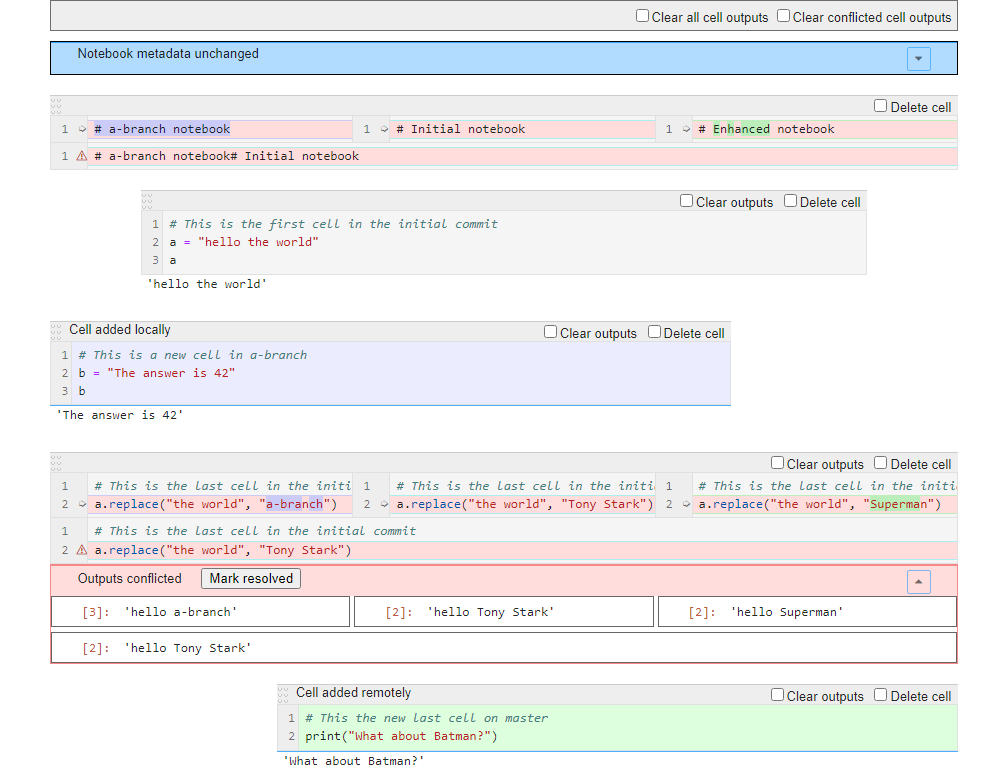 Clear all cell outputs Clear conflicted cell outputs
Notebook metadata unchanged
Delete cell
1 # a-branch notebook 1 # Initial notebook 1 # Enhanced notebook
1 # a-branch notebook# Initial notebook
Clear outputs Delete cell
1 # This is the first cell in the initial commit
2 a = "hello the world"
3 a
'hello the world'
Cell added locally Clear outputs Delete cell
1 # This is a new cell in a-branch
2 b = "The answer is 42"
3 b
'The answer is 42'
Clear outputs Delete cell
1 # This is the last cell in the initi 1 # This is the last cell in the initi 1 # This is the last cell in the initi
2 a.replace("the world", "a-branch") 2 a.replace("the world", "Tony Stark") 2 a.replace("the world", "Superman")
1 # This is the last cell in the initial commit
2 a.replace("the world", "Tony Stark")
Outputs conflicted Mark resolved
[3]: 'hello a-branch' [2]: 'hello Tony Stark' [2]: 'hello Superman'
[2]: 'hello Tony Stark'
Cell added remotely Clear outputs Delete cell
1 # This the new last cell on master
2 print("What about Batman?")
'What about Batman?'